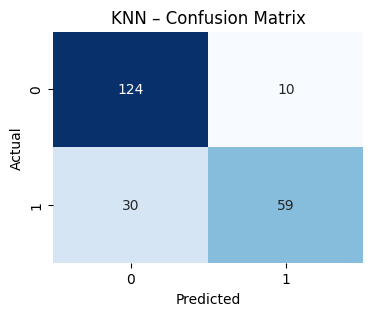 KNN – Confusion Matrix
Actual
0
124
10
1
30
59
0
1
Predicted